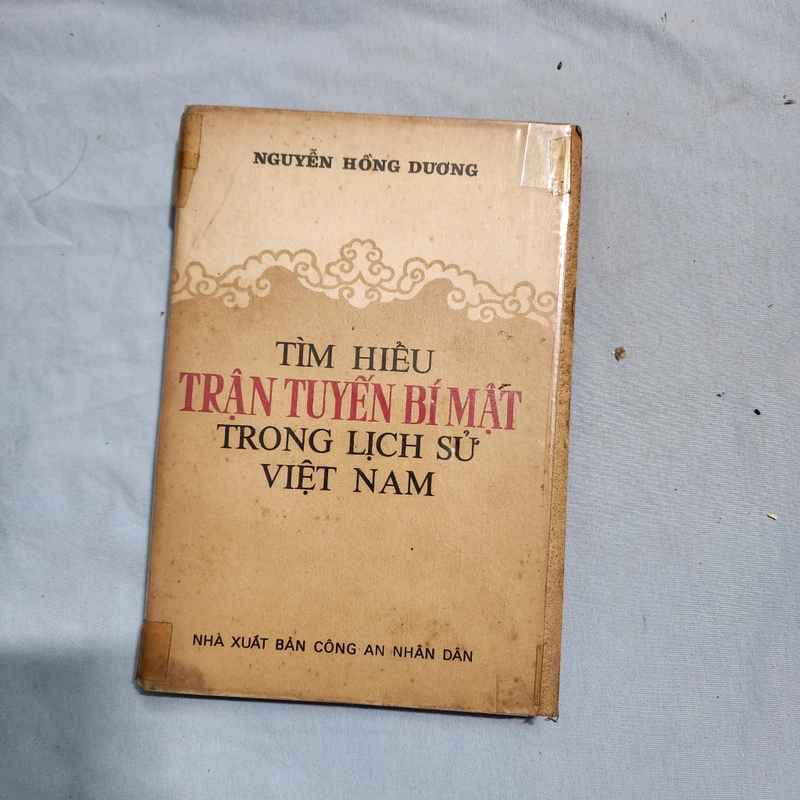 NGUYỄN HỒNG DƯƠNG
TÌM HIỂU
TRẬN TUYẾN BÍ MẬT
TRONG LỊCH SỬ
VIỆT NAM
NHÀ XUẤT BẢN CÔNG AN NHÂN DÂN